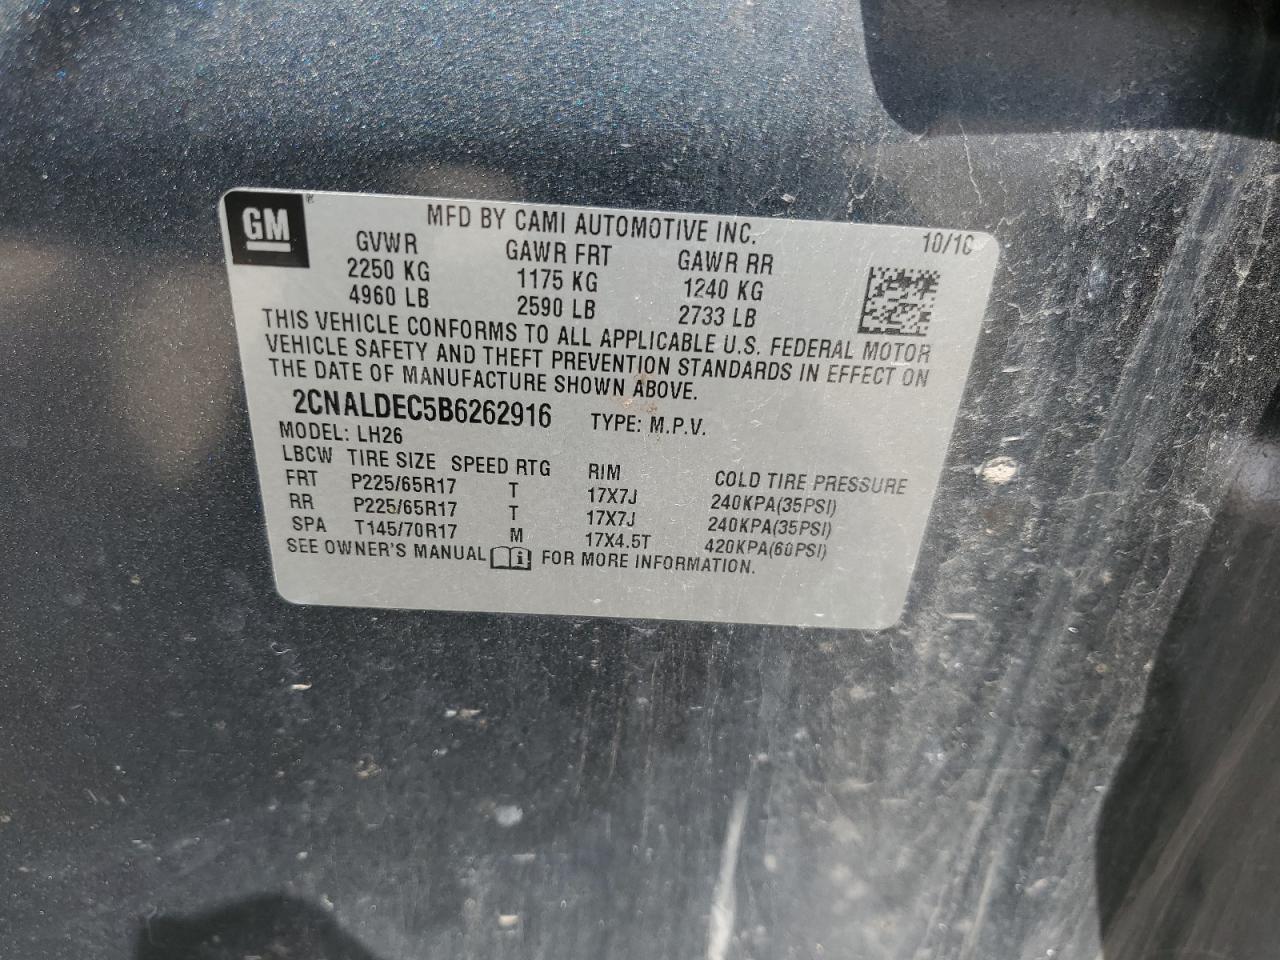 GM®
MFD BY CAMI AUTOMOTIVE INC. 10/10
GVWR GAWR FRT GAWR RR
2250 KG 1175 KG 1240 KG
4960 LB 2590 LB 2733 LB
THIS VEHICLE CONFORMS TO ALL APPLICABLE U.S. FEDERAL MOTOR
VEHICLE SAFETY AND THEFT PREVENTION STANDARDS IN EFFECT ON
THE DATE OF MANUFACTURE SHOWN ABOVE.
2CNALDEC5B6262916 TYPE: M.P.V.
MODEL: LH26
LBCW TIRE SIZE SPEED RTG RIM COLD TIRE PRESSURE
FRT P225/65R17 T 17X7J 240KPA(35PSI)
RR P225/65R17 T 17X7J 240KPA(35PSI)
SPA T145/70R17 M 17X4.5T 420KPA(60PSI)
SEE OWNER'S MANUAL i FOR MORE INFORMATION.